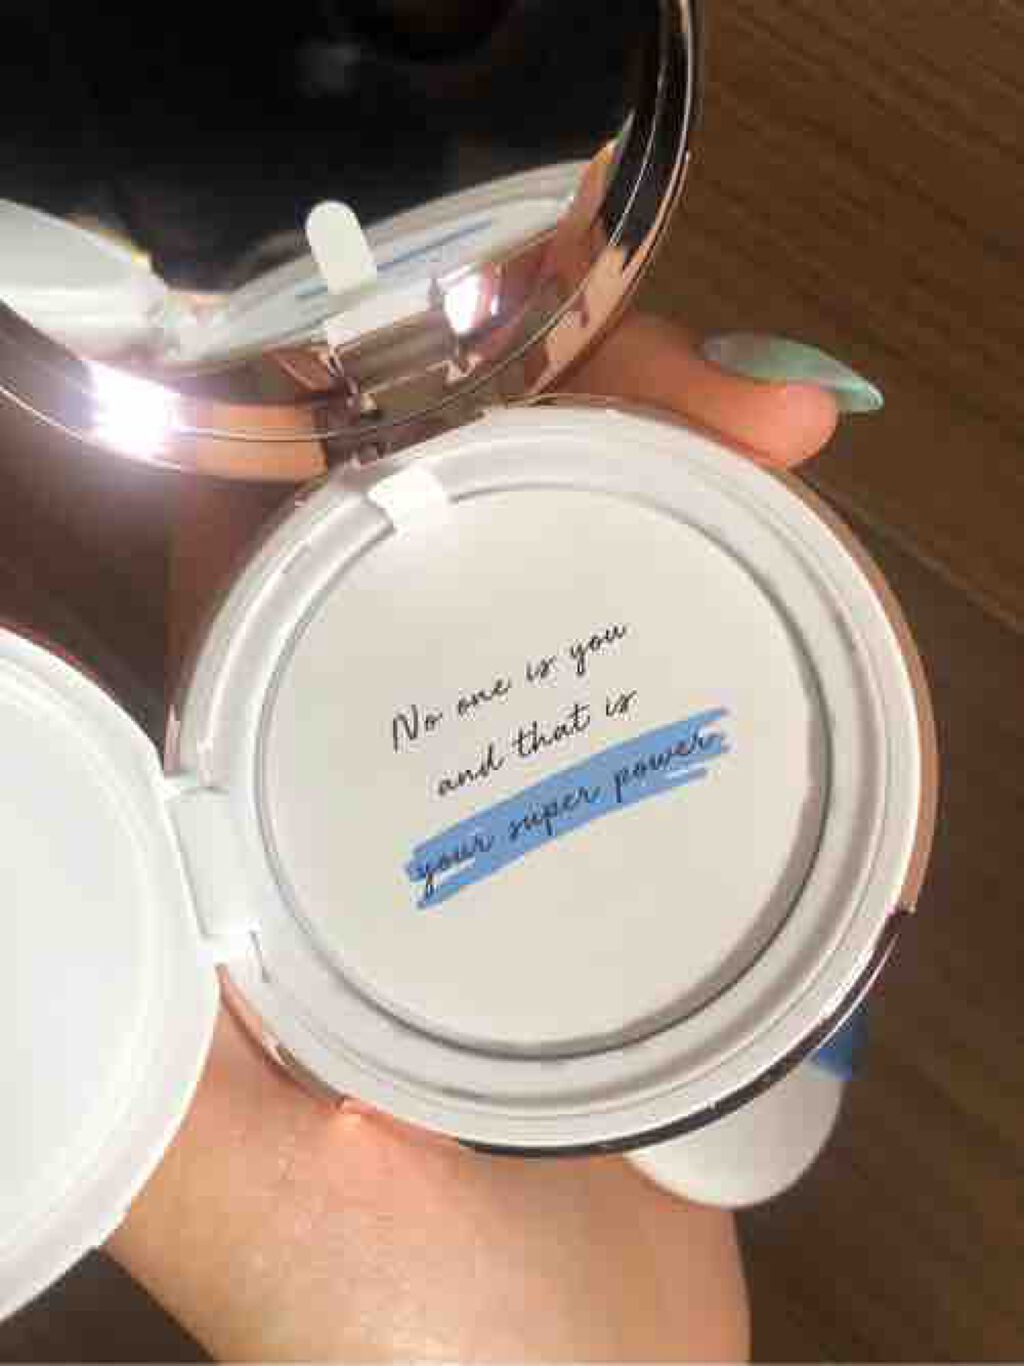 No one is you
and that is
your super power.